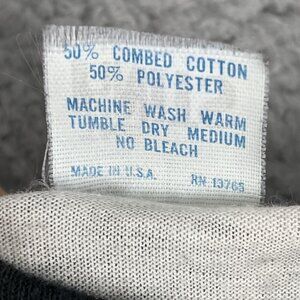 50% COMBED COTTON
50% POLYESTER
MACHINE WASH WARM
TUMBLE DRY MEDIUM
NO BLEACH
MADE IN U.S.A. RN 13765